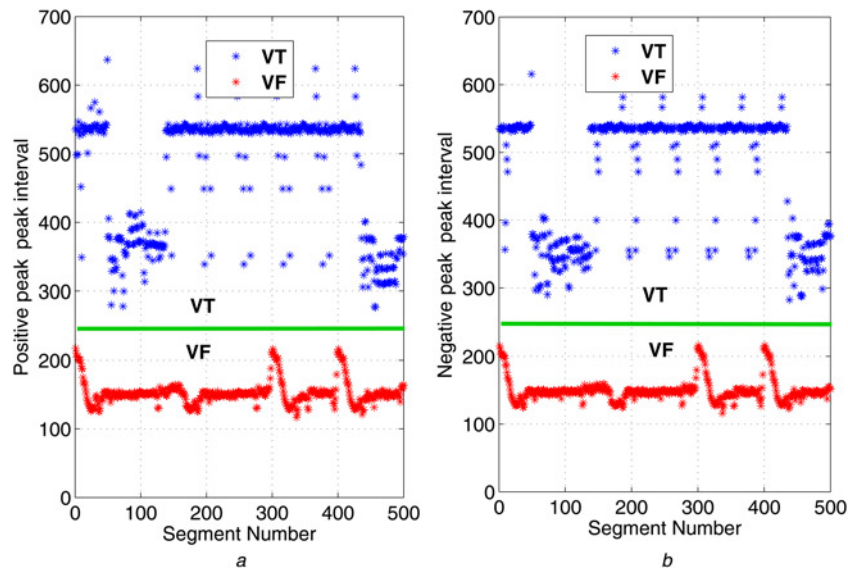 700
600
500
400
300
200
100
0
Positive peak peak interval
VT
VF
VT
VF
0 100 200 300 400 500
Segment Number
a
700
600
500
400
300
200
100
0
Negative peak peak interval
VT
VF
VT
VF
0 100 200 300 400 500
Segment Number
b